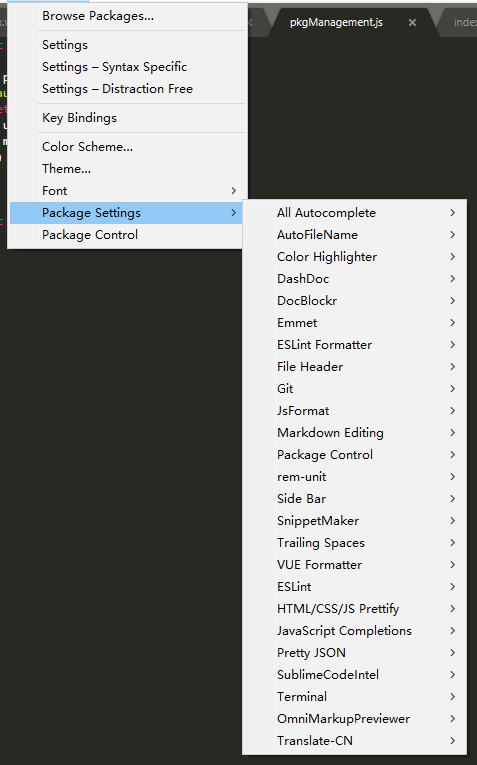 Browse Packages...
pkgManagement.js
index
Settings
Settings – Syntax Specific
Settings – Distraction Free
Key Bindings
Color Scheme...
Theme...
Font
Package Settings
Package Control
All Autocomplete
AutoFileName
Color Highlighter
DashDoc
DocBlockr
Emmet
ESLint Formatter
File Header
Git
JsFormat
Markdown Editing
Package Control
rem-unit
Side Bar
SnippetMaker
Trailing Spaces
VUE Formatter
ESLint
HTML/CSS/JS Prettify
JavaScript Completions
Pretty JSON
SublimeCodeIntel
Terminal
OmniMarkupPreviewer
Translate-CN